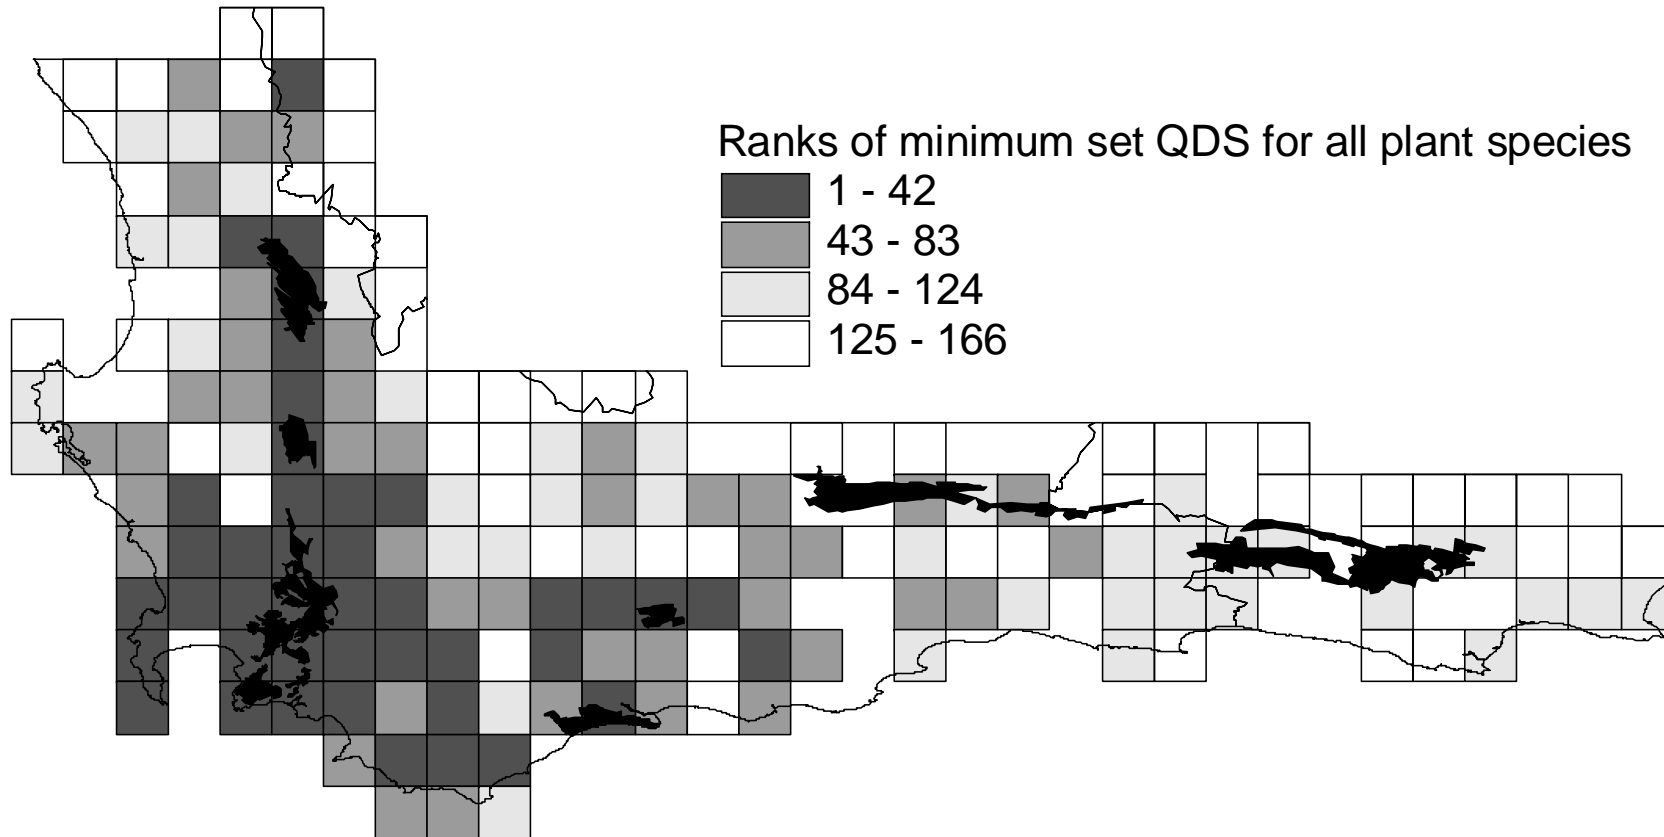 Ranks of minimum set QDS for all plant species
1 - 42
43 - 83
84 - 124
125 - 166